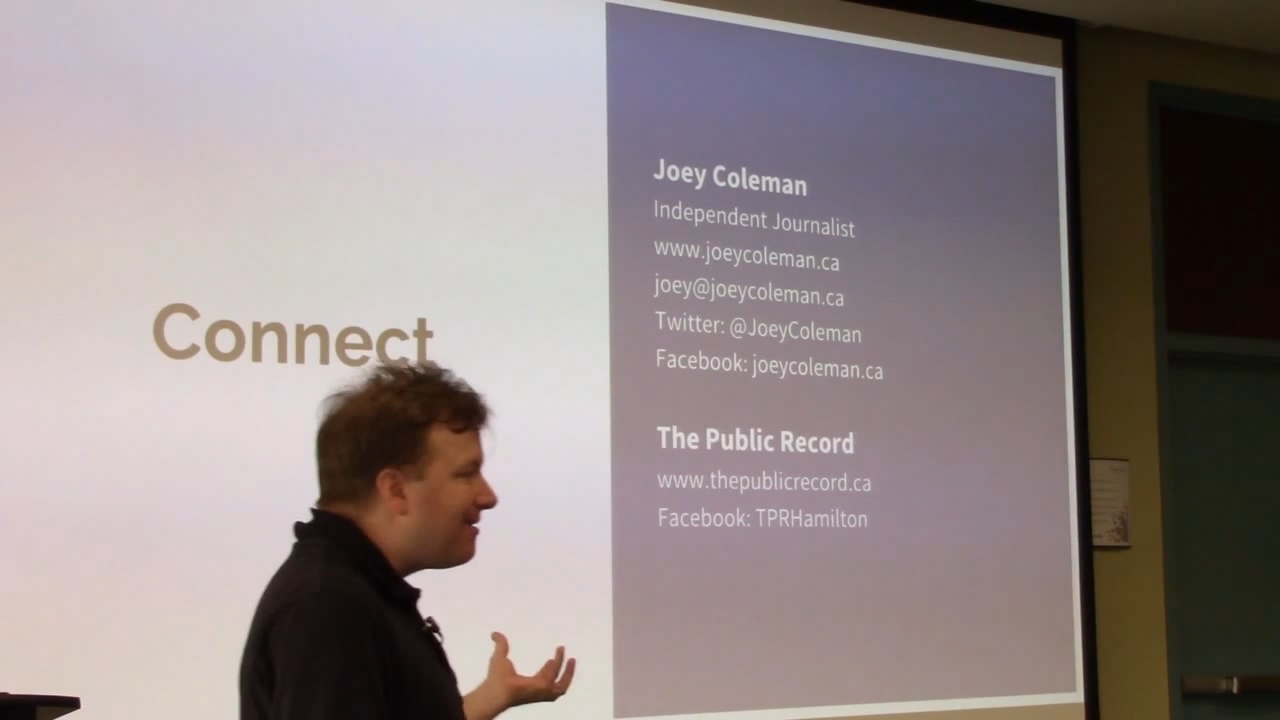 Connect
Joey Coleman
Independent Journalist
www.joeycoleman.ca
joey@joeycoleman.ca
Twitter: @JoeyColeman
Facebook: joeycoleman.ca
The Public Record
www.thepublicrecord.ca
Facebook: TPRHamilton